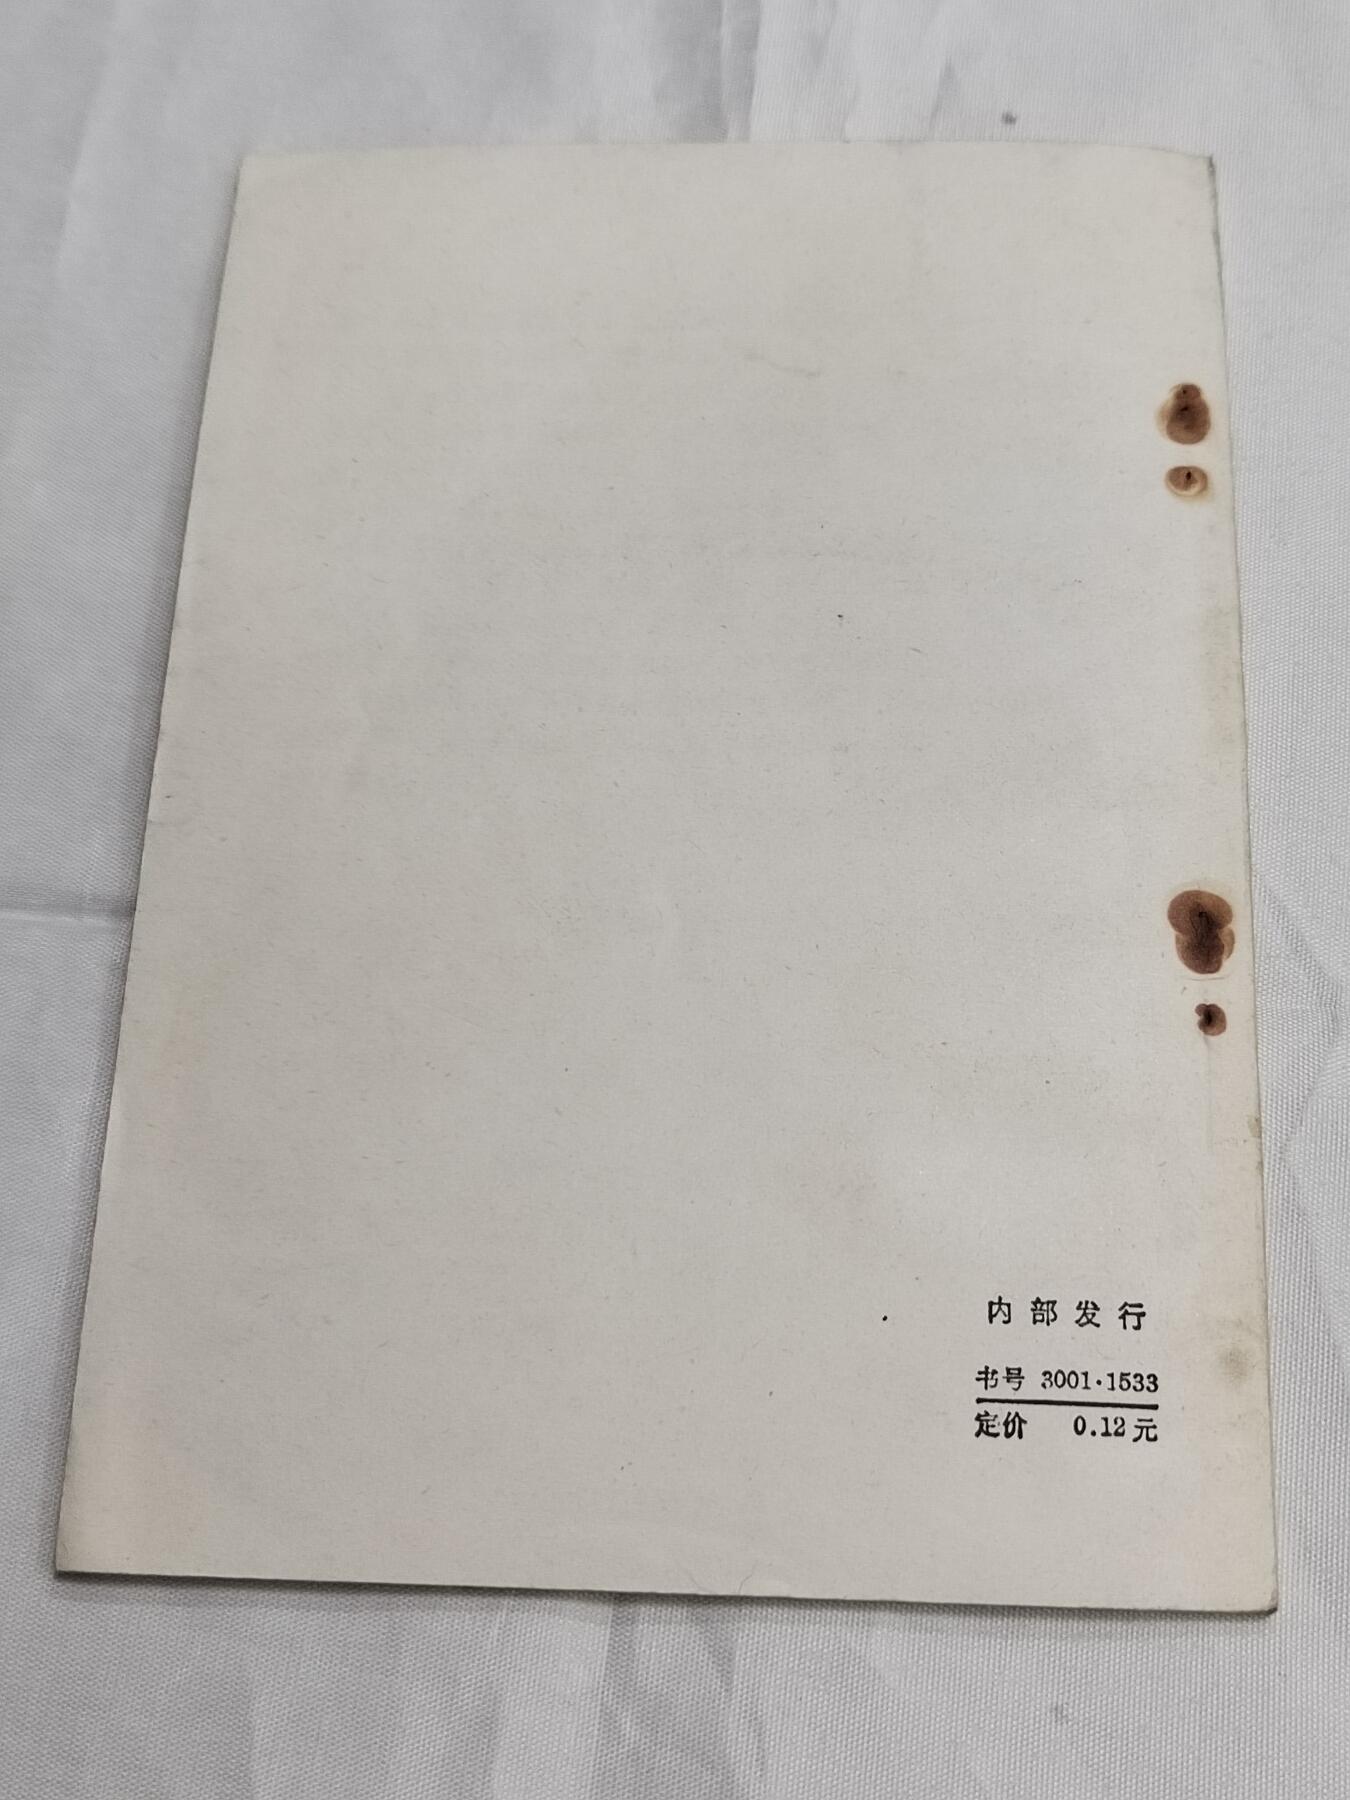 内部发行
书号 3001·1533
定价 0.12元